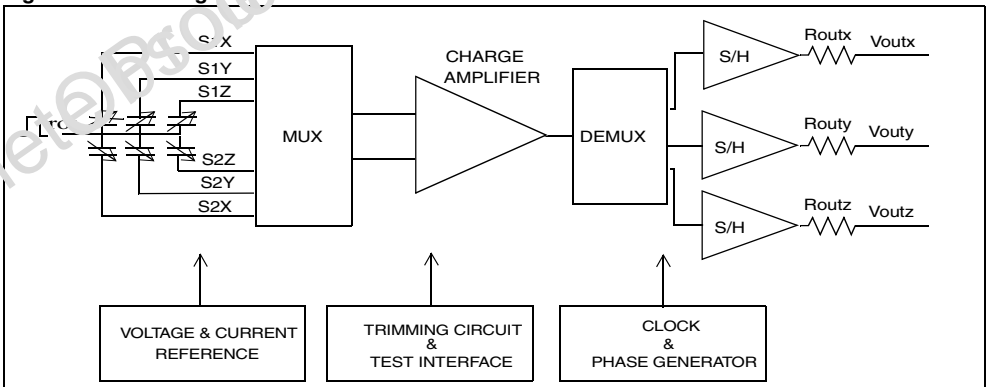 S1X
S1Y
S1Z
S2Z
S2Y
S2X
MUX
CHARGE
AMPLIFIER
DEMUX
S/H
Routx
Voutx
S/H
Routy
Vouty
S/H
Routz
Voutz
VOLTAGE & CURRENT
REFERENCE
TRIMMING CIRCUIT
&
TEST INTERFACE
CLOCK
&
PHASE GENERATOR